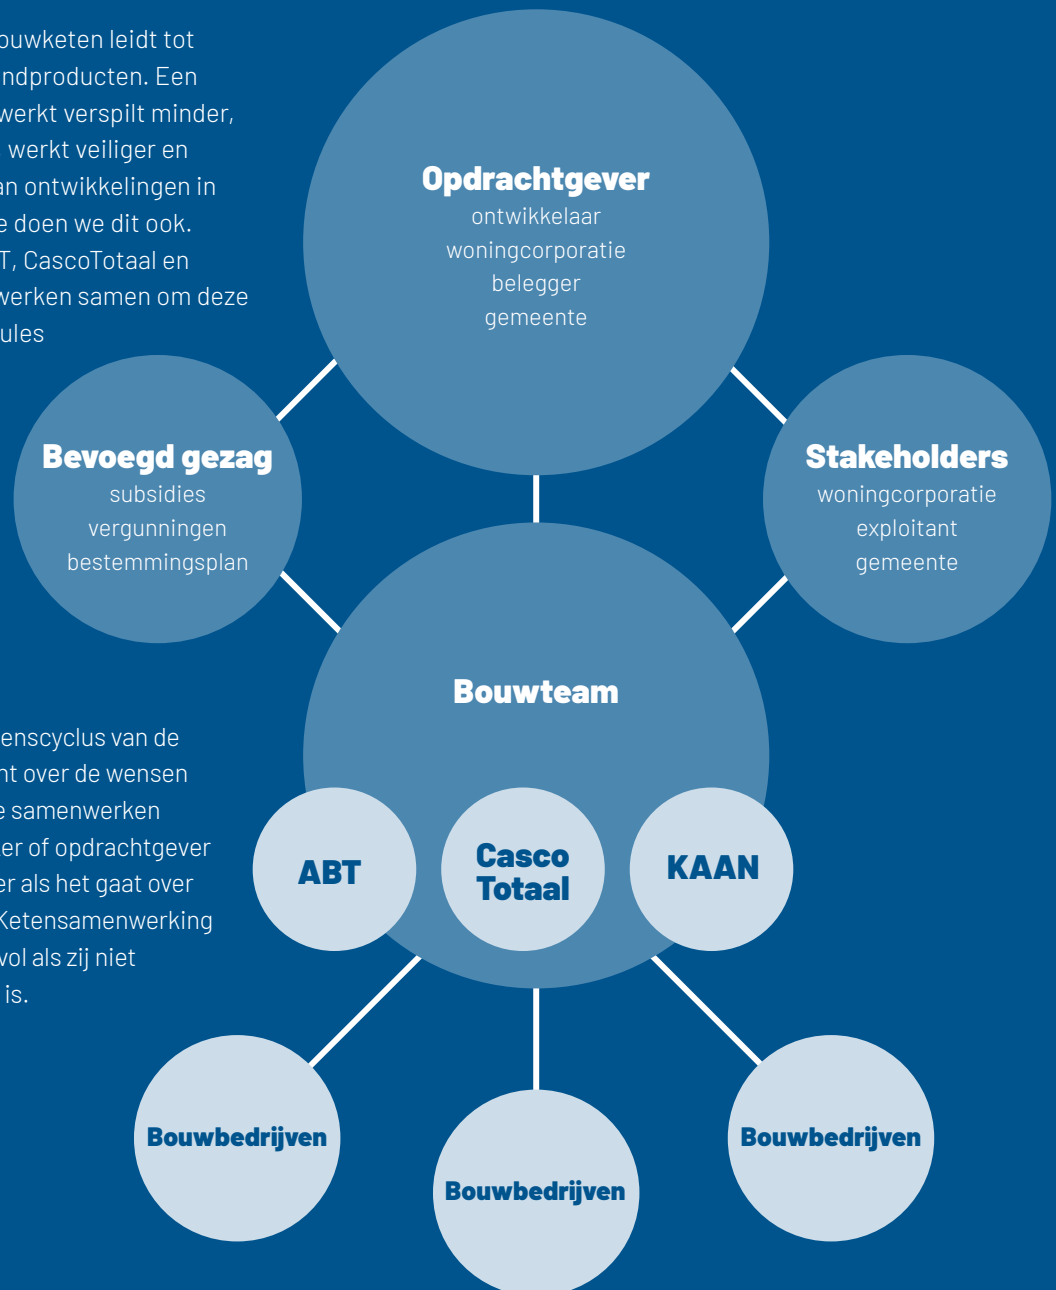 ouwketen leidt tot
ndproducten. Een
werkt verspilt minder,
werkt veiliger en
an ontwikkelingen in
e doen we dit ook.
T, CascoTotaal en
werken samen om deze
ules
Opdrachtgever
ontwikkelaar
woningcorporatie
belegger
gemeente
Bevoegd gezag
subsidies
vergunningen
bestemmingsplan
Stakeholders
woningcorporatie
exploitant
gemeente
Bouwteam
enscyclus van de
nt over de wensen
e samenwerken
er of opdrachtgever
er als het gaat over
Ketensamenwerking
vol als zij niet
is.
ABT
Casco
Totaal
KAAN
Bouwbedrijven
Bouwbedrijven
Bouwbedrijven